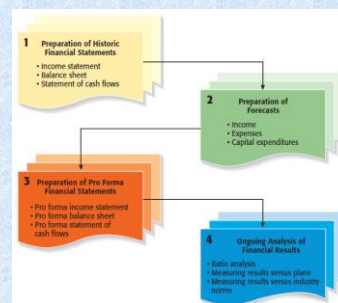 1 Preparation of Historic
Financial Statements
• Income statement
• Balance sheet
• Statement of cash flows
2 Preparation of
Forecasts
• Income
• Expenses
• Capital expenditures
3 Preparation of Pro Forma
Financial Statements
• Pro forma income statement
• Pro forma balance sheet
• Pro forma statement of
cash flows
4 Ongoing Analysis of
Financial Results
• Ratio analysis
• Measuring results versus plans
• Measuring results versus industry
norms